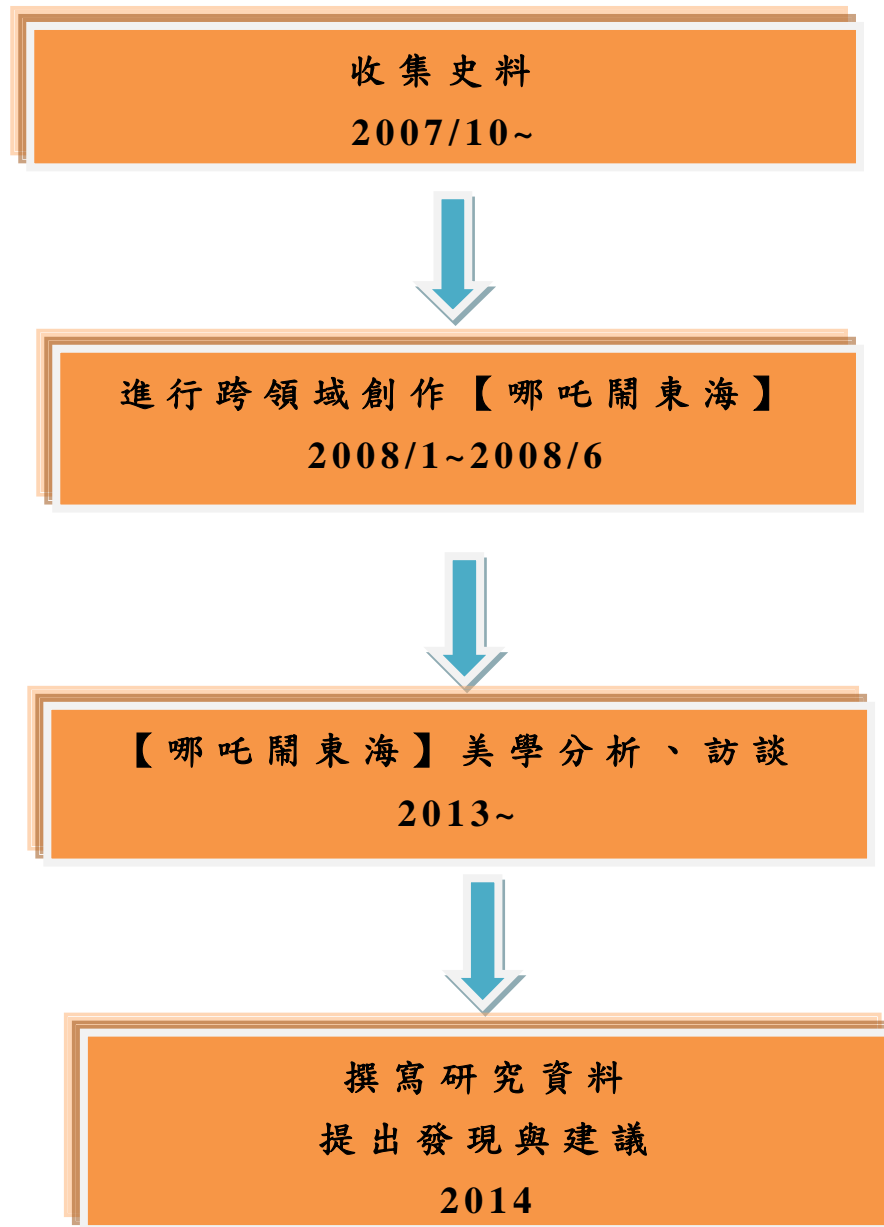 收集史料
2007/10~
進行跨領域創作【哪吒鬧東海】
2008/1~2008/6
【哪吒鬧東海】美學分析、訪談
2013~
撰寫研究資料
提出發現與建議
2014